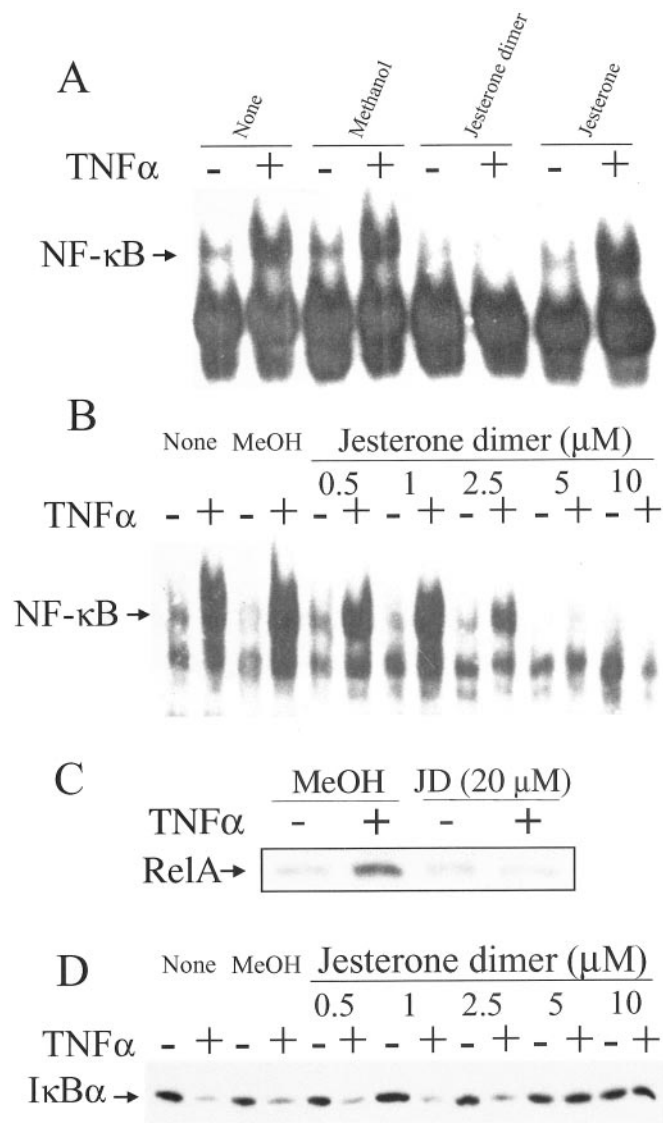 A
None Methanol Jesterone dimer Jesterone
TNFα - + - + - + - +
NF-κB →
B
None MeOH Jesterone dimer (μM)
0.5 1 2.5 5 10
TNFα - + - + - + - + - + - + - +
NF-κB →
C
MeOH JD (20 μM)
TNFα - + - +
RelA→
D
None MeOH Jesterone dimer (μM)
0.5 1 2.5 5 10
TNFα - + - + - + - + - + - + - +
IκBα →